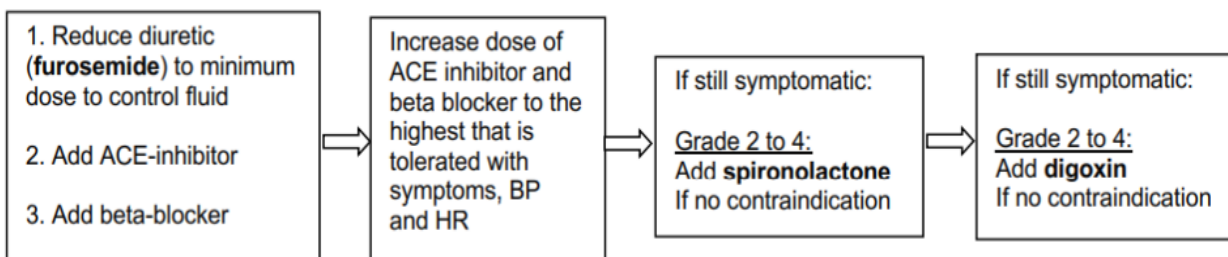 1. Reduce diuretic
(furosemide) to minimum
dose to control fluid
2. Add ACE-inhibitor
3. Add beta-blocker
Increase dose of
ACE inhibitor and
beta blocker to the
highest that is
tolerated with
symptoms, BP
and HR
If still symptomatic:
Grade 2 to 4:
Add spironolactone
If no contraindication
If still symptomatic:
Grade 2 to 4:
Add digoxin
If no contraindication